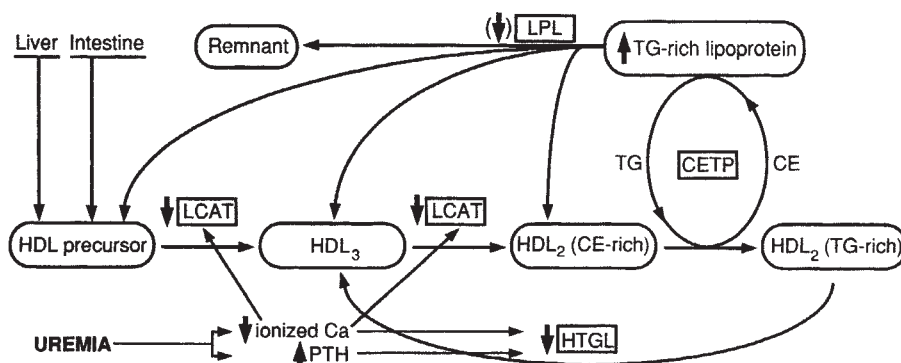 (↓) LPL
Liver Intestine
Remnant
↑ TG-rich lipoprotein
TG CETP CE
↓ LCAT
↓ LCAT
HDL precursor
HDL₃
HDL₂ (CE-rich)
HDL₂ (TG-rich)
↓ ionized Ca
UREMIA
↑ PTH
↓ HTGL